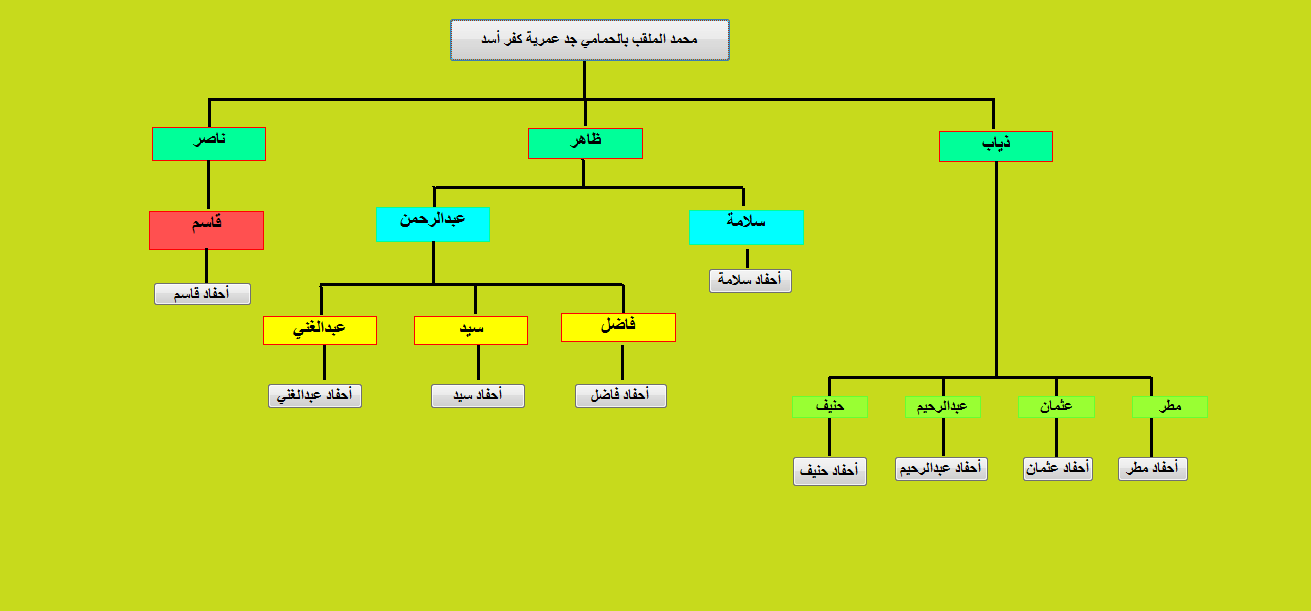 محمد الملقب بالحمامي جد عمرية كفر أسد
ذياب
ظاهر
ناصر
سلامة
عبدالرحمن
قاسم
أحفاد سلامة
أحفاد قاسم
فاضل
سيد
عبدالغني
أحفاد فاضل
أحفاد سيد
أحفاد عبدالغني
مطر
عثمان
عبدالرحيم
حنيف
أحفاد مطر
أحفاد عثمان
أحفاد عبدالرحيم
أحفاد حنيف